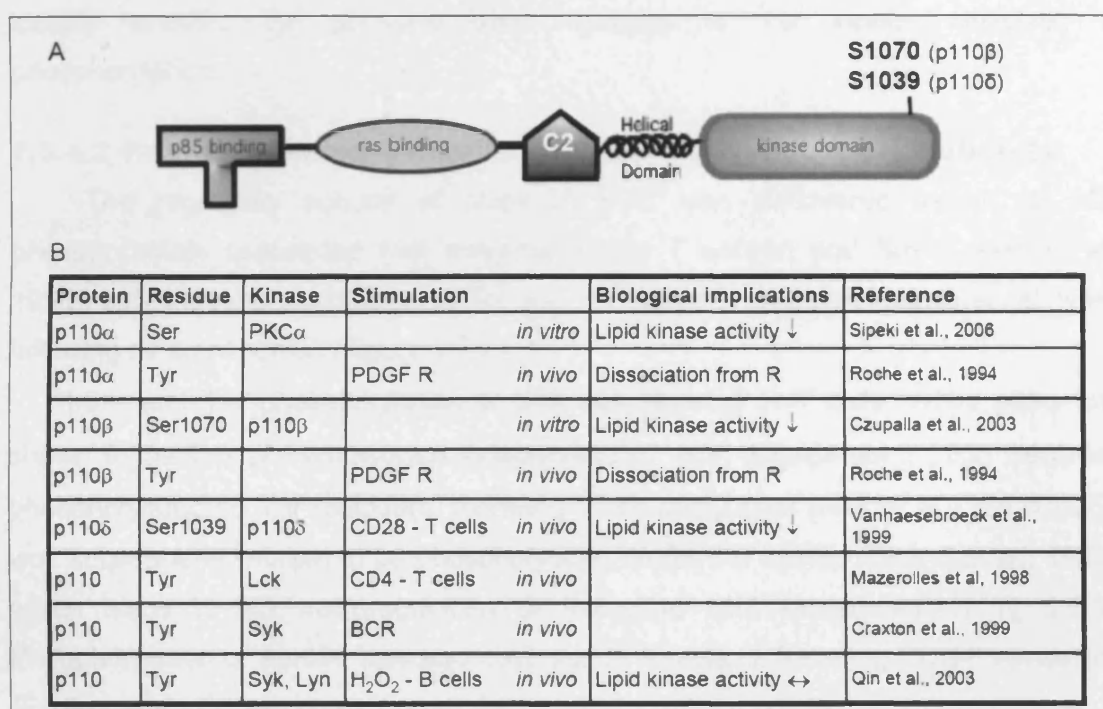 A
S1070 (p110β)
S1039 (p110δ)
p85 binding
ras binding
C2
Helical
Domain
kinase domain
B
Protein Residue Kinase Stimulation Biological implications Reference
p110α Ser PKCα in vitro Lipid kinase activity ↓ Sipeki et al., 2006
p110α Tyr PDGF R in vivo Dissociation from R Roche et al., 1994
p110β Ser1070 p110β in vitro Lipid kinase activity ↓ Czupalla et al., 2003
p110β Tyr PDGF R in vivo Dissociation from R Roche et al., 1994
p110δ Ser1039 p110δ CD28 - T cells in vivo Lipid kinase activity ↓ Vanhaesebroeck et al.,
1999
p110 Tyr Lck CD4 - T cells in vivo Mazerolles et al, 1998
p110 Tyr Syk BCR in vivo Craxton et al., 1999
p110 Tyr Syk, Lyn H₂O₂ - B cells in vivo Lipid kinase activity ↔ Qin et al., 2003